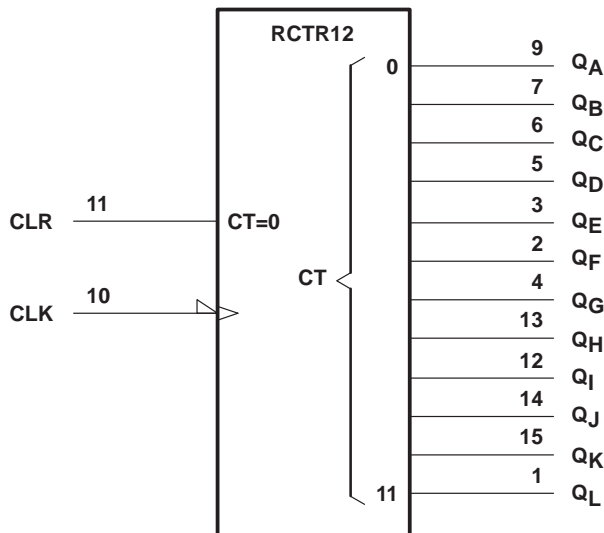 RCTR12
0 9 QA
7 QB
6 QC
5 QD
CLR 11 CT=0 3 QE
2 QF
CT 4 QG
CLK 10 13 QH
12 QI
14 QJ
15 QK
11 1 QL